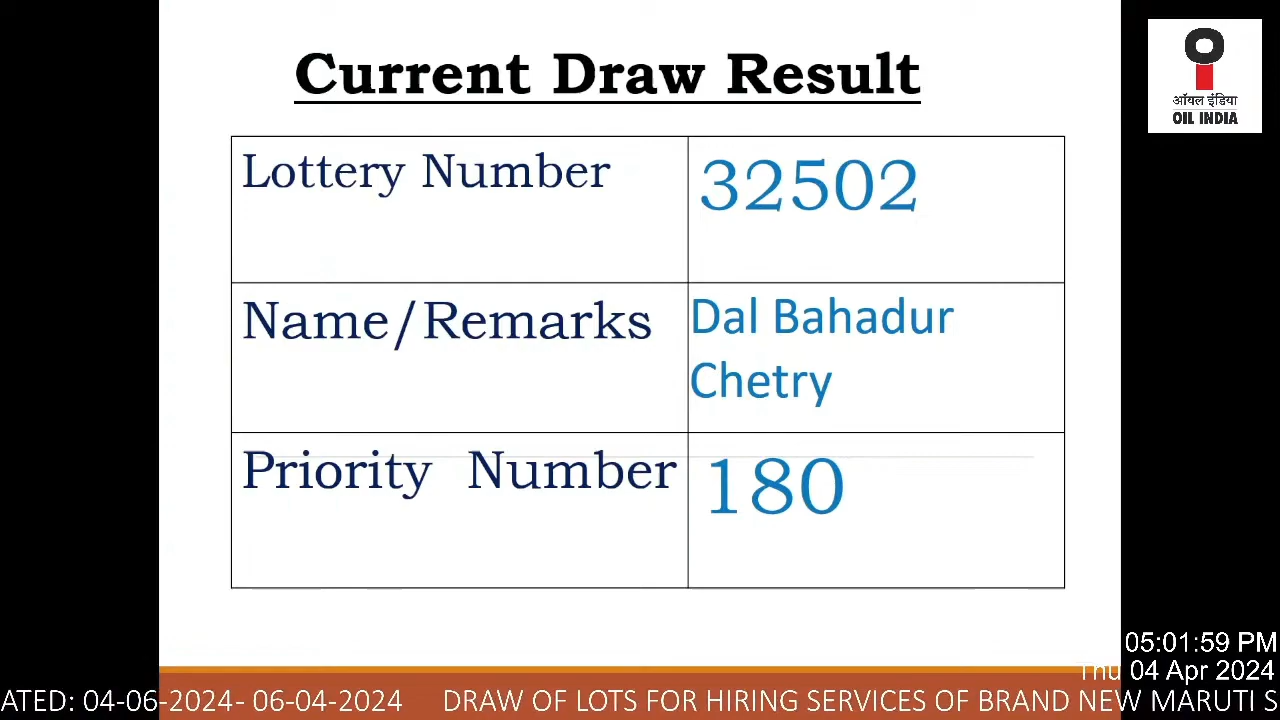 Current Draw Result
ऑयल इंडिया
OIL INDIA
Lottery Number
32502
Name/Remarks
Dal Bahadur
Chetry
Priority Number
180
05:01:59 PM
Thu 04 Apr 2024
ATED: 04-06-2024- 06-04-2024 DRAW OF LOTS FOR HIRING SERVICES OF BRAND NEW MARUTI S